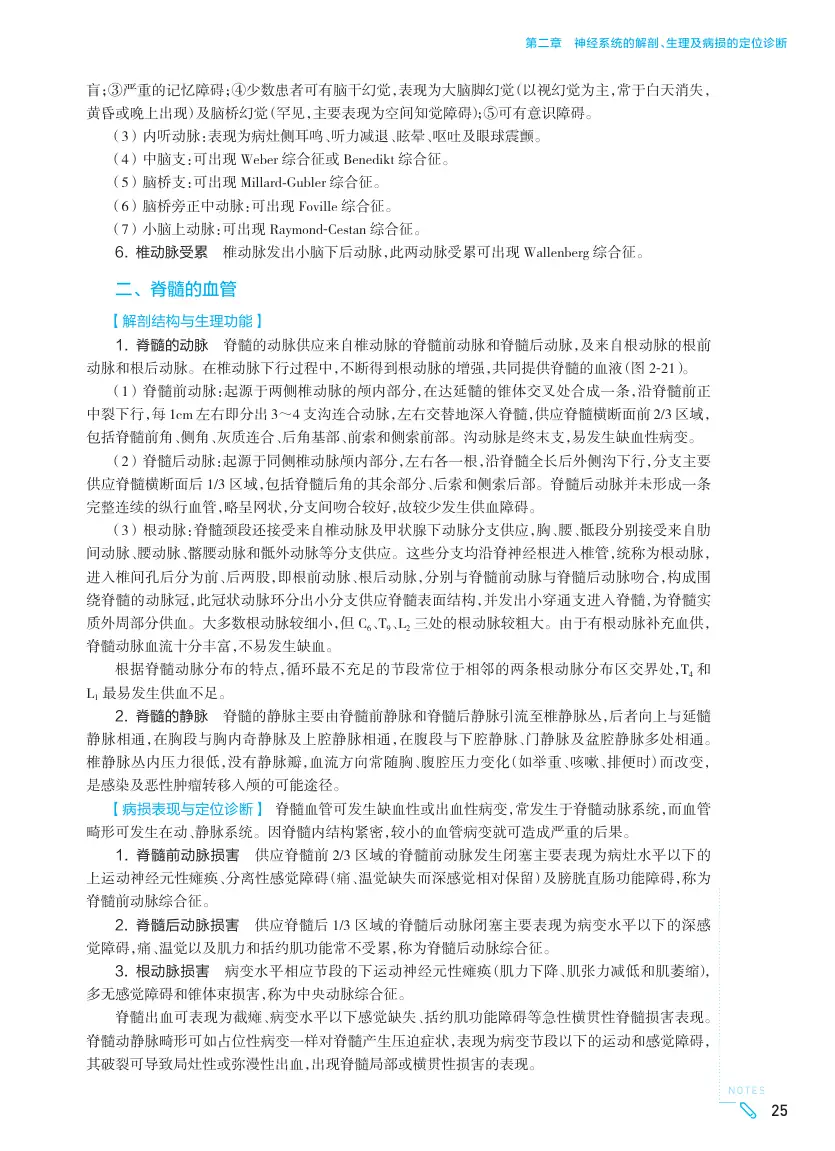 第二章　神经系统的解剖、生理及病损的定位诊断
盲；③严重的记忆障碍；④少数患者可有脑干幻觉，表现为大脑脚幻觉（以视幻觉为主，常于白天消失，
黄昏或晚上出现）及脑桥幻觉（罕见，主要表现为空间知觉障碍）；⑤可有意识障碍。
（3）内听动脉：表现为病灶侧耳鸣、听力减退、眩晕、呕吐及眼球震颤。
（4）中脑支：可出现 Weber 综合征或 Benedikt 综合征。
（5）脑桥支：可出现 Millard-Gubler 综合征。
（6）脑桥旁正中动脉：可出现 Foville 综合征。
（7）小脑上动脉：可出现 Raymond-Cestan 综合征。
6. 椎动脉受累　椎动脉发出小脑下后动脉，此两动脉受累可出现 Wallenberg 综合征。
二、脊髓的血管
【解剖结构与生理功能】
1. 脊髓的动脉　脊髓的动脉供应来自椎动脉的脊髓前动脉和脊髓后动脉，及来自根动脉的根前
动脉和根后动脉。在椎动脉下行过程中，不断得到根动脉的增强，共同提供脊髓的血液（图 2-21）。
（1）脊髓前动脉：起源于两侧椎动脉的颅内部分，在达延髓的锥体交叉处合成一条，沿脊髓前正
中裂下行，每 1cm 左右即分出 3～4 支沟连合动脉，左右交替地深入脊髓，供应脊髓横断面前 2/3 区域，
包括脊髓前角、侧角、灰质连合、后角基部、前索和侧索前部。沟动脉是终末支，易发生缺血性病变。
（2）脊髓后动脉：起源于同侧椎动脉颅内部分，左右各一根，沿脊髓全长后外侧沟下行，分支主要
供应脊髓横断面后 1/3 区域，包括脊髓后角的其余部分、后索和侧索后部。脊髓后动脉并未形成一条
完整连续的纵行血管，略呈网状，分支间吻合较好，故较少发生供血障碍。
（3）根动脉：脊髓颈段还接受来自椎动脉及甲状腺下动脉分支供应，胸、腰、骶段分别接受来自肋
间动脉、腰动脉、髂腰动脉和骶外动脉等分支供应。这些分支均沿脊神经根进入椎管，统称为根动脉，
进入椎间孔后分为前、后两股，即根前动脉、根后动脉，分别与脊髓前动脉与脊髓后动脉吻合，构成围
绕脊髓的动脉冠，此冠状动脉环分出小分支供应脊髓表面结构，并发出小穿通支进入脊髓，为脊髓实
质外周部分供血。大多数根动脉较细小，但 C₆、T₉、L₂ 三处的根动脉较粗大。由于有根动脉补充血供，
脊髓动脉血流十分丰富，不易发生缺血。
根据脊髓动脉分布的特点，循环最不充足的节段常位于相邻的两条根动脉分布区交界处，T₄ 和
L₁ 最易发生供血不足。
2. 脊髓的静脉　脊髓的静脉主要由脊髓前静脉和脊髓后静脉引流至椎静脉丛，后者向上与延髓
静脉相通，在胸段与胸内奇静脉及上腔静脉相通，在腹段与下腔静脉、门静脉及盆腔静脉多处相通。
椎静脉丛内压力很低，没有静脉瓣，血流方向常随胸、腹腔压力变化（如举重、咳嗽、排便时）而改变，
是感染及恶性肿瘤转移入颅的可能途径。
【病损表现与定位诊断】　脊髓血管可发生缺血性或出血性病变，常发生于脊髓动脉系统，而血管
畸形可发生在动、静脉系统。因脊髓内结构紧密，较小的血管病变就可造成严重的后果。
1. 脊髓前动脉损害　供应脊髓前 2/3 区域的脊髓前动脉发生闭塞主要表现为病灶水平以下的
上运动神经元性瘫痪、分离性感觉障碍（痛、温觉缺失而深感觉相对保留）及膀胱直肠功能障碍，称为
脊髓前动脉综合征。
2. 脊髓后动脉损害　供应脊髓后 1/3 区域的脊髓后动脉闭塞主要表现为病变水平以下的深感
觉障碍，痛、温觉以及肌力和括约肌功能常不受累，称为脊髓后动脉综合征。
3. 根动脉损害　病变水平相应节段的下运动神经元性瘫痪（肌力下降、肌张力减低和肌萎缩），
多无感觉障碍和锥体束损害，称为中央动脉综合征。
脊髓出血可表现为截瘫、病变水平以下感觉缺失、括约肌功能障碍等急性横贯性脊髓损害表现。
脊髓动静脉畸形可如占位性病变一样对脊髓产生压迫症状，表现为病变节段以下的运动和感觉障碍，
其破裂可导致局灶性或弥漫性出血，出现脊髓局部或横贯性损害的表现。
NOTES
25